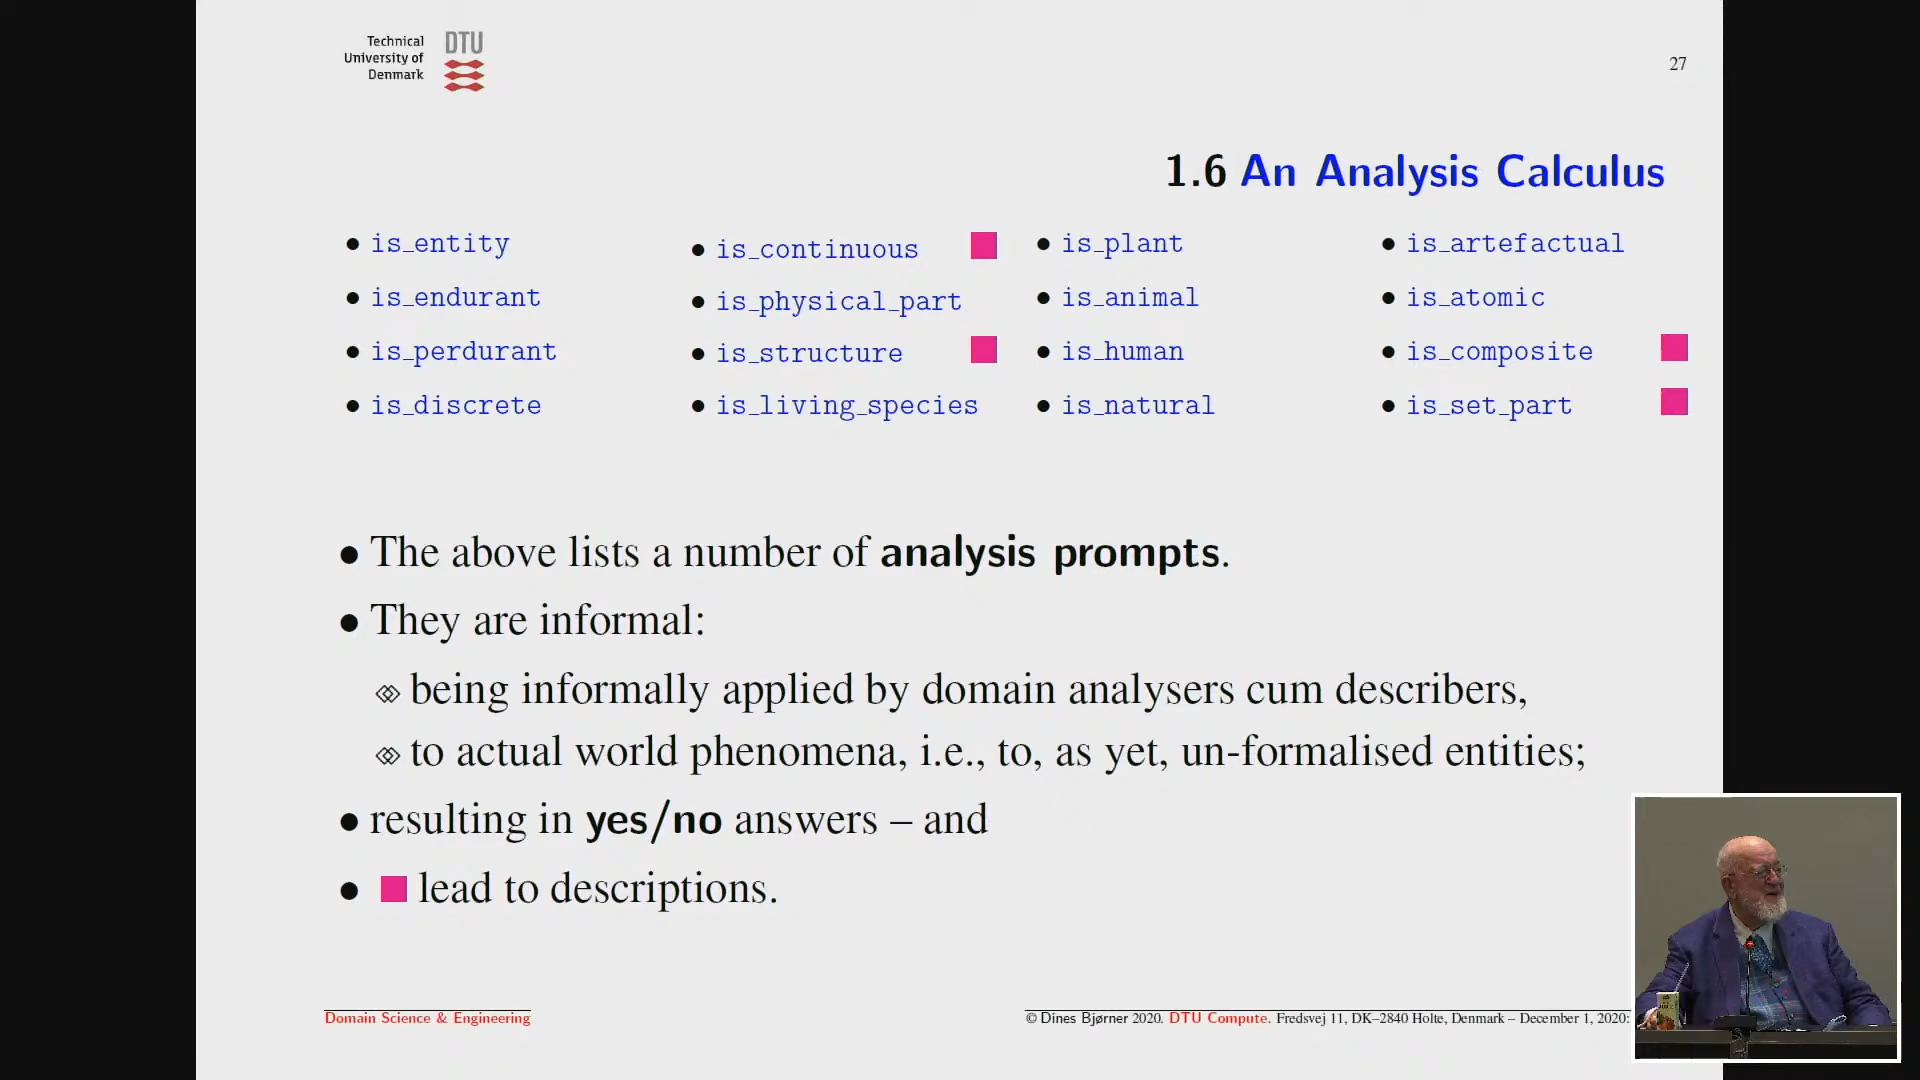 Technical
University of
Denmark
DTU
27
1.6 An Analysis Calculus
• is_entity
• is_endurant
• is_perdurant
• is_discrete
• is_continuous
• is_physical_part
• is_structure
• is_living_species
• is_plant
• is_animal
• is_human
• is_natural
• is_artefactual
• is_atomic
• is_composite
• is_set_part
• The above lists a number of analysis prompts.
• They are informal:
being informally applied by domain analysers cum describers,
to actual world phenomena, i.e., to, as yet, un-formalised entities;
• resulting in yes/no answers – and
• lead to descriptions.
Domain Science & Engineering
© Dines Bjørner 2020. DTU Compute. Fredsvej 11, DK–2840 Holte, Denmark – December 1, 2020: